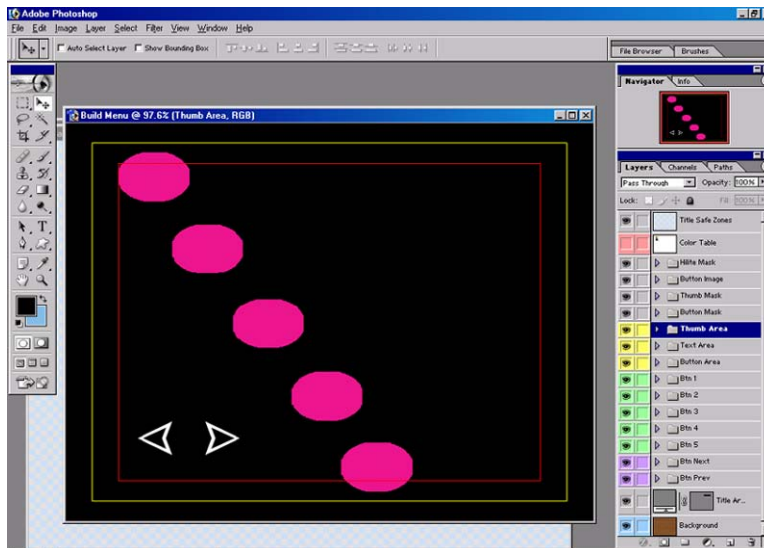 Adobe Photoshop
File Edit Image Layer Select Filter View Window Help
Auto Select Layer Show Bounding Box
File Browser Brushes
Navigator Info
Build Menu @ 97.6% (Thumb Area, RGB)
Layers Channels Paths
Pass Through Opacity: 100%
Lock: Fill: 100%
Title Safe Zones
Color Table
Hilite Mask
Button Image
Thumb Mask
Button Mask
Thumb Area
Text Area
Button Area
Btn 1
Btn 2
Btn 3
Btn 4
Btn 5
Btn Next
Btn Prev
Title Ar...
Background